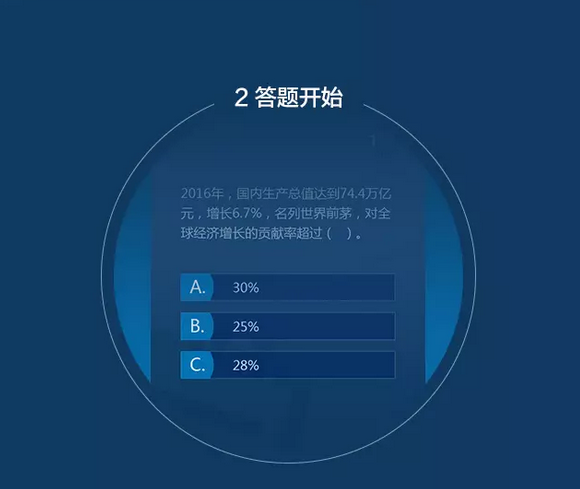 2 答题开始
2016年，国内生产总值达到74.4万亿
元，增长6.7%，名列世界前茅，对全
球经济增长的贡献率超过（　）。
A. 30%
B. 25%
C. 28%